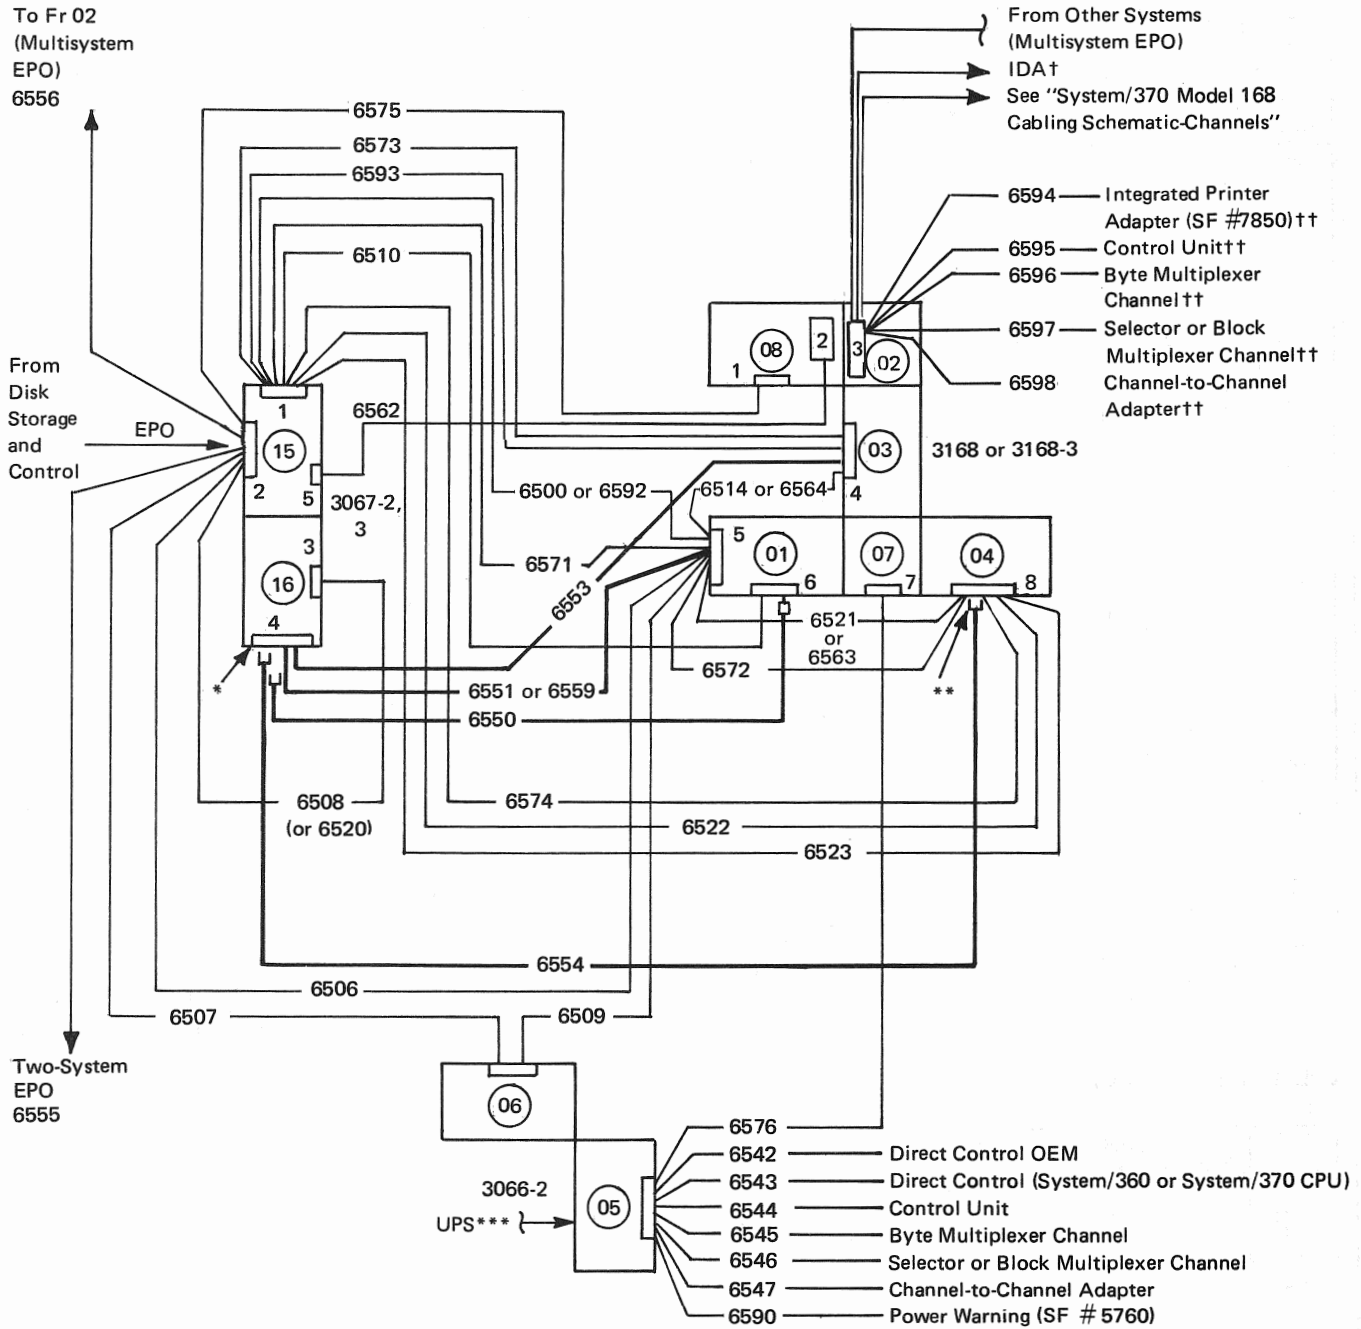 To Fr 02
(Multisystem
EPO)
6556
From Other Systems
(Multisystem EPO)
IDA†
See "System/370 Model 168
Cabling Schematic-Channels"
6575
6573
6593
6510
6594 Integrated Printer
Adapter (SF #7850)††
6595 Control Unit††
6596 Byte Multiplexer
Channel††
6597 Selector or Block
Multiplexer Channel††
6598 Channel-to-Channel
Adapter††
08
2
1
3
02
From
Disk
Storage
and
Control
EPO
1
15
2
5
6562
3067-2,
3
03
4
3168 or 3168-3
6500 or 6592
6514 or 6564
3
16
4
*
6571
6553
5
01
6
07
7
04
8
6521
or
6563
6572
**
6551 or 6559
6550
6508
(or 6520)
6574
6522
6523
6554
6506
6507
6509
Two-System
EPO
6555
06
3066-2
UPS***
05
6576
6542 Direct Control OEM
6543 Direct Control (System/360 or System/370 CPU)
6544 Control Unit
6545 Byte Multiplexer Channel
6546 Selector or Block Multiplexer Channel
6547 Channel-to-Channel Adapter
6590 Power Warning (SF #5760)